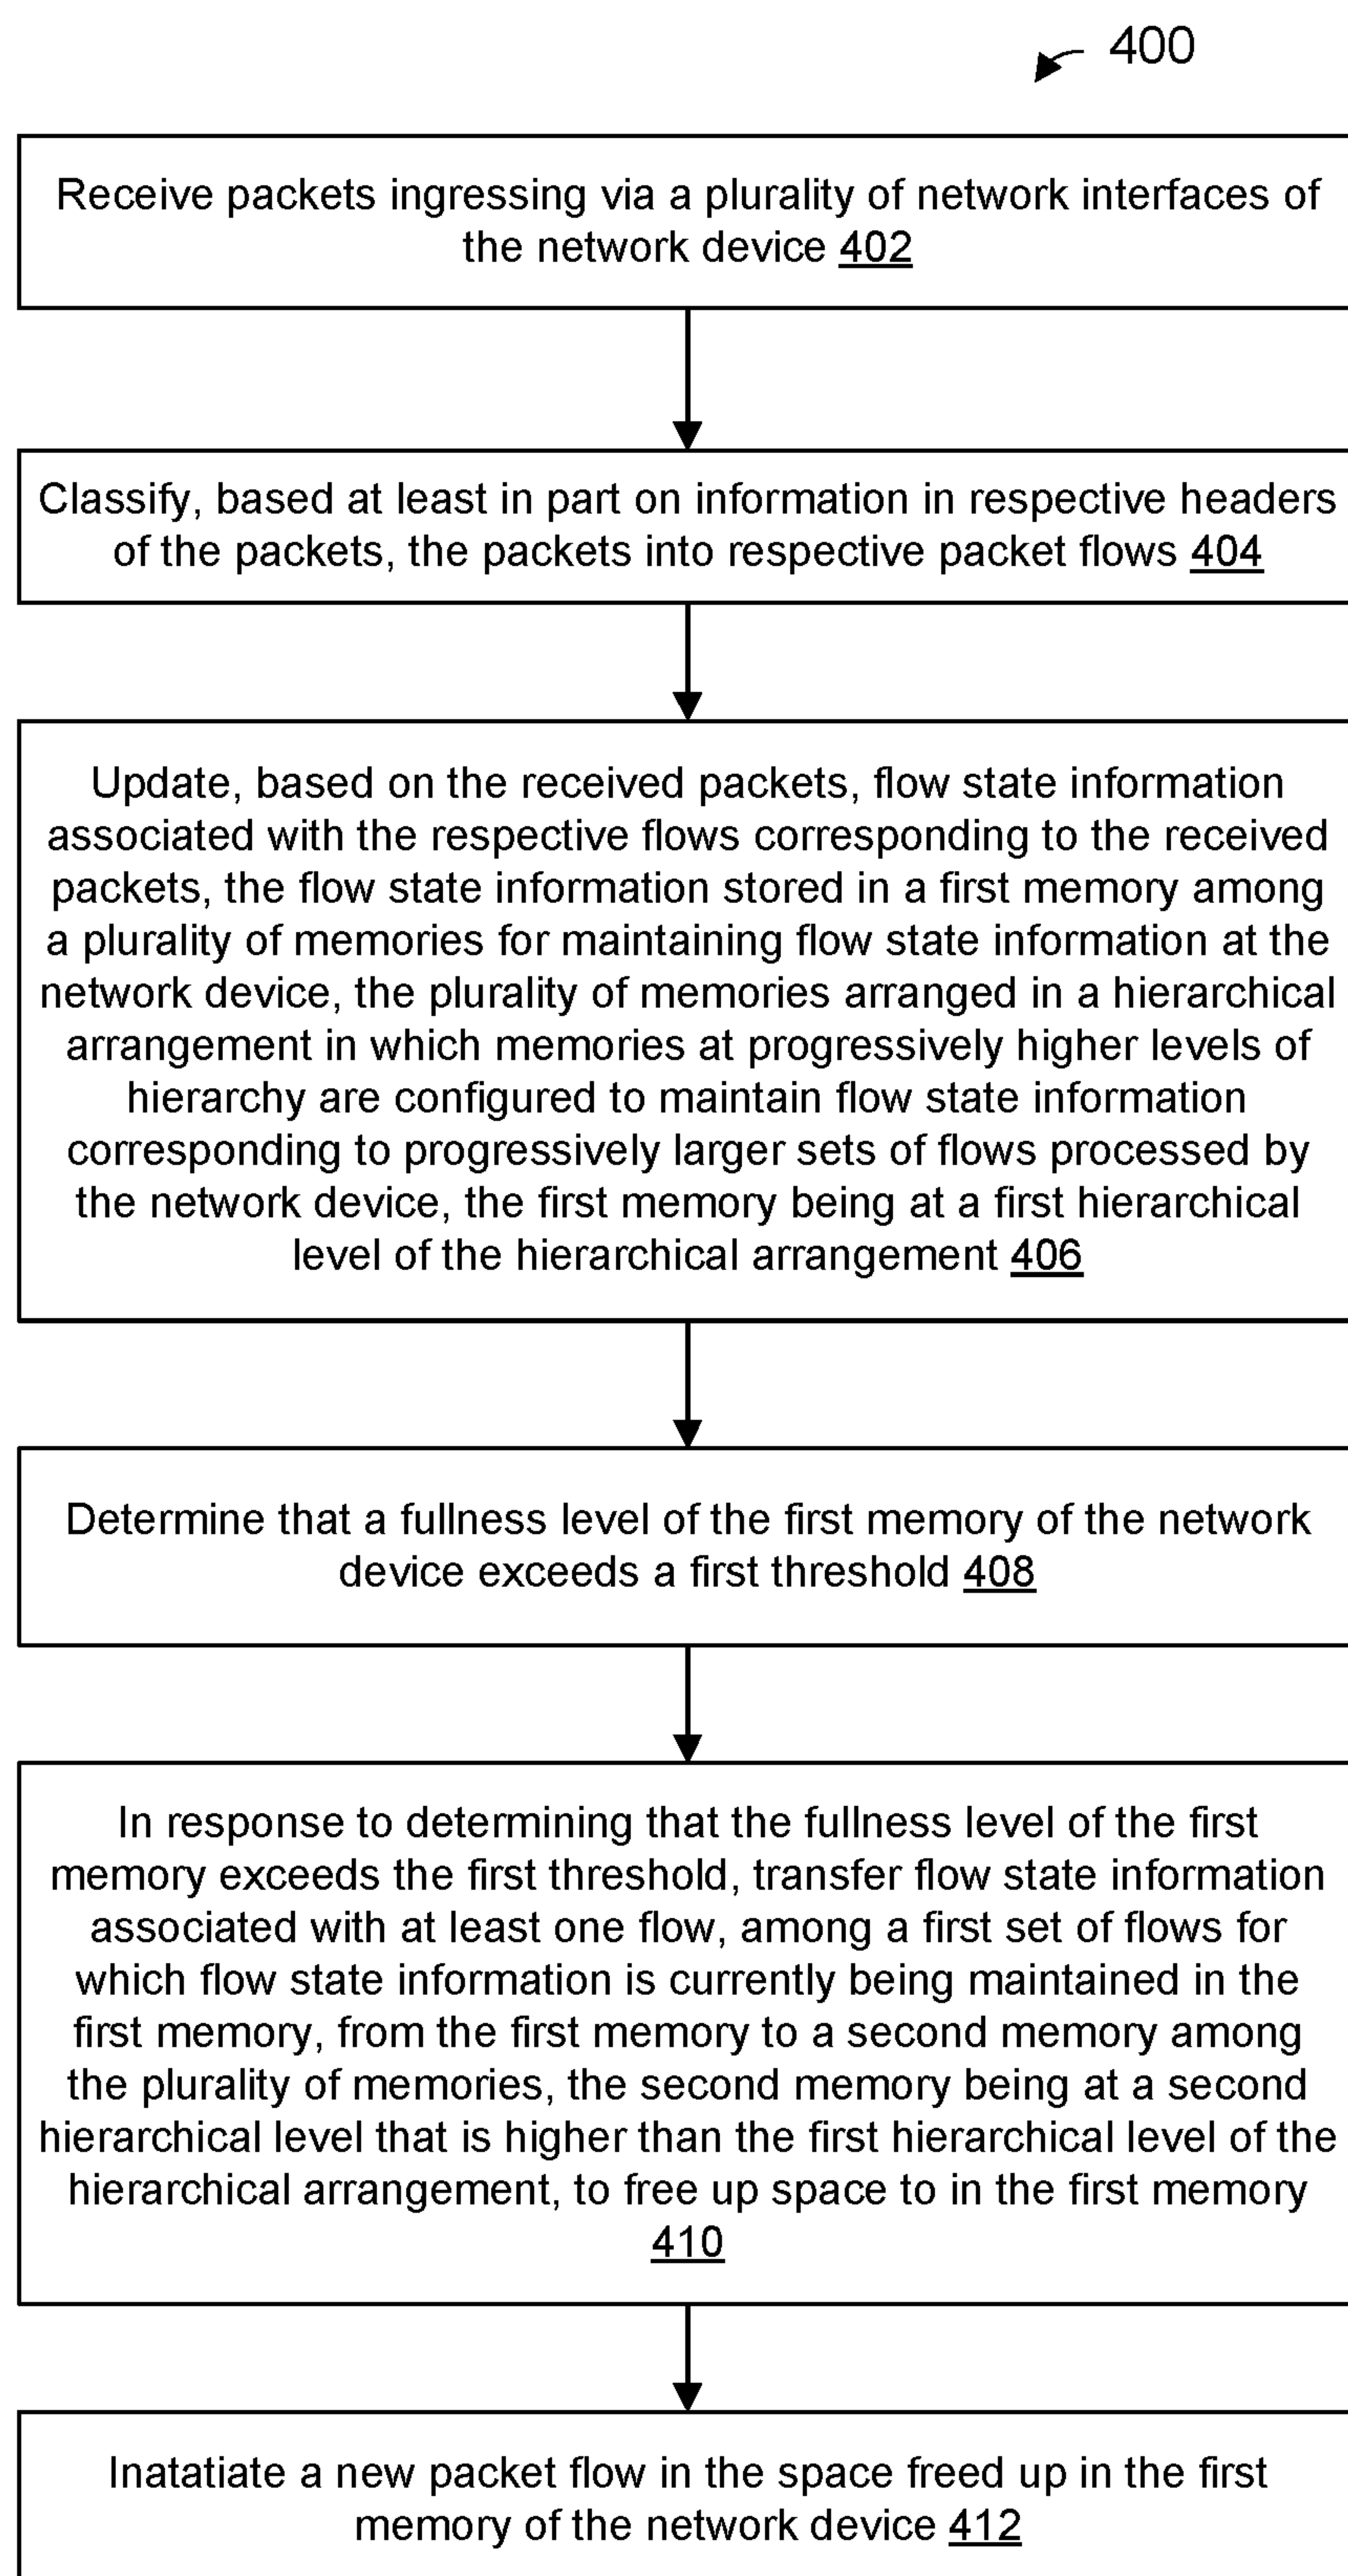 400
Receive packets ingressing via a plurality of network interfaces of
the network device 402
Classify, based at least in part on information in respective headers
of the packets, the packets into respective packet flows 404
Update, based on the received packets, flow state information
associated with the respective flows corresponding to the received
packets, the flow state information stored in a first memory among
a plurality of memories for maintaining flow state information at the
network device, the plurality of memories arranged in a hierarchical
arrangement in which memories at progressively higher levels of
hierarchy are configured to maintain flow state information
corresponding to progressively larger sets of flows processed by
the network device, the first memory being at a first hierarchical
level of the hierarchical arrangement 406
Determine that a fullness level of the first memory of the network
device exceeds a first threshold 408
In response to determining that the fullness level of the first
memory exceeds the first threshold, transfer flow state information
associated with at least one flow, among a first set of flows for
which flow state information is currently being maintained in the
first memory, from the first memory to a second memory among
the plurality of memories, the second memory being at a second
hierarchical level that is higher than the first hierarchical level of the
hierarchical arrangement, to free up space to in the first memory
410
Inatatiate a new packet flow in the space freed up in the first
memory of the network device 412